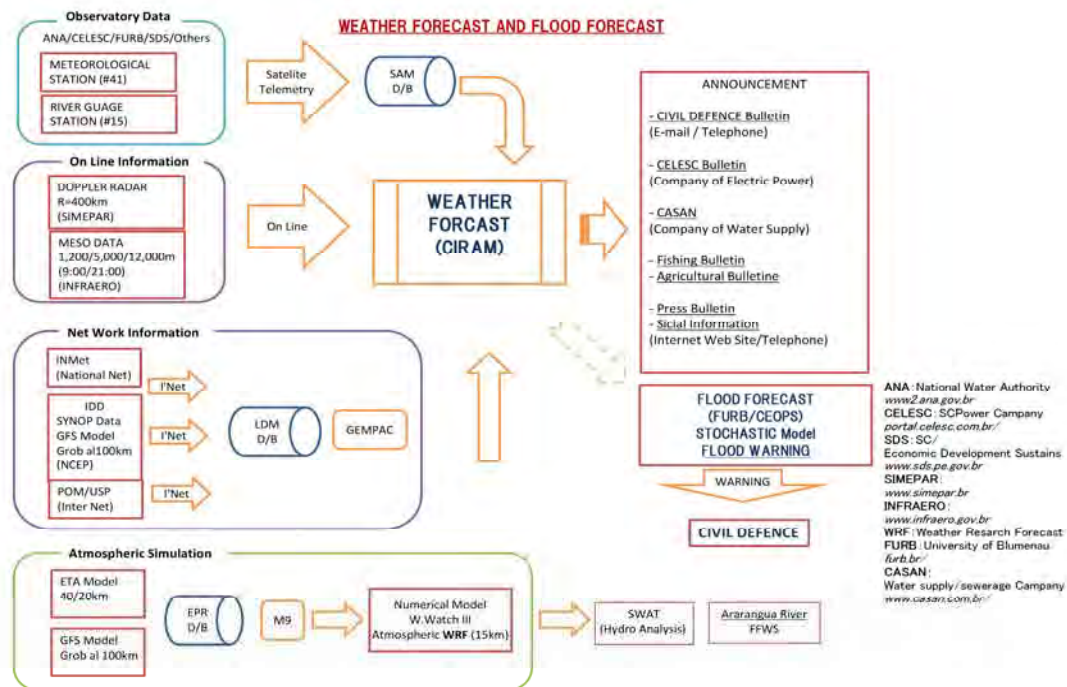 WEATHER FORECAST AND FLOOD FORECAST
Observatory Data
ANA/CELESC/FURB/SDS/Others
METEOROLOGICAL
STATION (#41)
RIVER GUAGE
STATION (#15)
Satelite
Telemetry
SAM
D/B
On Line Information
DOPPLER RADAR
R=400km
(SIMEPAR)
MESO DATA
1,200/5,000/12,000m
(9:00/21:00)
(INFRAERO)
On Line
WEATHER
FORCAST
(CIRAM)
ANNOUNCEMENT
- CIVIL DEFENCE Bulletin
(E-mail / Telephone)
- CELESC Bulletin
(Company of Electric Power)
- CASAN
(Company of Water Supply)
- Fishing Bulletin
- Agricultural Bulletine
- Press Bulletin
- Sicial Information
(Internet Web Site/Telephone)
Net Work Information
INMet
(National Net)
I'Net
IDD
SYNOP Data
GFS Model
Grob al100km
(NCEP)
I'Net
POM/USP
(Inter Net)
I'Net
LDM
D/B
GEMPAC
FLOOD FORECAST
(FURB/CEOPS)
STOCHASTIC Model
FLOOD WARNING
WARNING
CIVIL DEFENCE
ANA:National Water Authority
www2.ana.gov.br
CELESC:SCPower Campany
portal.celesc.com.br/
SDS:SC/
Economic Development Sustains
www.sds.pe.gov.br
SIMEPAR:
www.simepar.br
INFRAERO:
www.infraero.gov.br
WRF:Weather Resarch Forecast
FURB:University of Blumenau
furb.br/
CASAN:
Water supply/sewerage Campany
www.casan.com.br/
Atmospheric Simulation
ETA Model
40/20km
GFS Model
Grob al 100km
EPR
D/B
M9
Numerical Model
W.Watch III
Atmospheric WRF (15km)
SWAT
(Hydro Analysis)
Ararangua River
FFWS